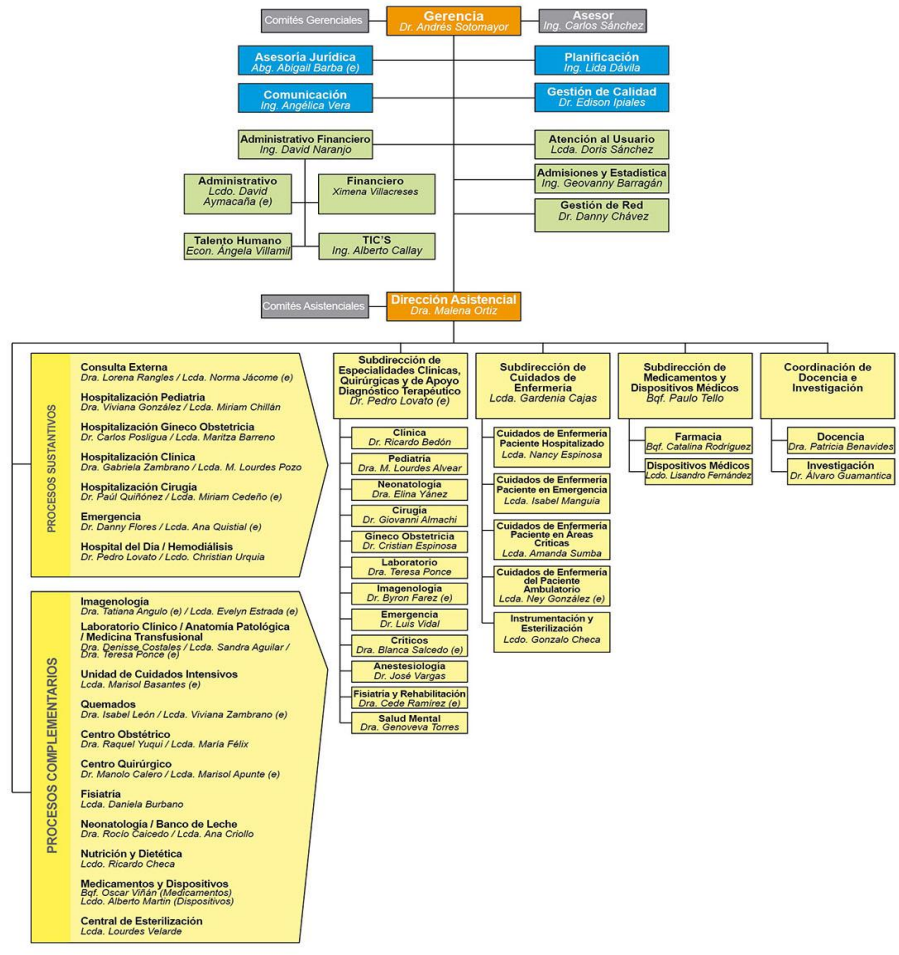 Comités Gerenciales
Gerencia
Dr. Andrés Sotomayor
Asesor
Ing. Carlos Sánchez
Asesoría Jurídica
Abg. Abigail Barba (e)
Planificación
Ing. Lida Dávila
Comunicación
Ing. Angélica Vera
Gestión de Calidad
Dr. Edison Ipiales
Administrativo Financiero
Ing. David Naranjo
Atención al Usuario
Lcda. Doris Sánchez
Administrativo
Lcdo. David
Aymacaña (e)
Financiero
Ximena Villacreses
Admisiones y Estadística
Ing. Geovanny Barragán
Gestión de Red
Dr. Danny Chávez
Talento Humano
Econ. Ángela Villamil
TIC'S
Ing. Alberto Callay
Comités Asistenciales
Dirección Asistencial
Dra. Malena Ortiz
PROCESOS SUSTANTIVOS
Consulta Externa
Dra. Lorena Rangles / Lcda. Norma Jácome (e)
Hospitalización Pediatría
Dra. Viviana González / Lcda. Miriam Chillán
Hospitalización Gineco Obstetricia
Dr. Carlos Posligua / Lcda. Maritza Barreno
Hospitalización Clínica
Dra. Gabriela Zambrano / Lcda. M. Lourdes Pozo
Hospitalización Cirugía
Dr. Paúl Quiñónez / Lcda. Miriam Cedeño (e)
Emergencia
Dr. Danny Flores / Lcda. Ana Quistial (e)
Hospital del Día / Hemodiálisis
Dr. Pedro Lovato / Lcdo. Christian Urquia
PROCESOS COMPLEMENTARIOS
Imagenología
Dra. Tatiana Angulo (e) / Lcda. Evelyn Estrada (e)
Laboratorio Clínico / Anatomia Patológica
/ Medicina Transfusional
Dra. Denisse Costales / Lcda. Sandra Aguilar /
Dra. Teresa Ponce (e)
Unidad de Cuidados Intensivos
Lcda. Marisol Basantes (e)
Quemados
Dra. Isabel León / Lcda. Viviana Zambrano (e)
Centro Obstétrico
Dra. Raquel Yuqui / Lcda. María Félix
Centro Quirúrgico
Dr. Manolo Calero / Lcda. Marisol Apunte (e)
Fisiatría
Lcda. Daniela Burbano
Neonatología / Banco de Leche
Dra. Rocío Caicedo / Lcda. Ana Criollo
Nutrición y Dietética
Lcdo. Ricardo Checa
Medicamentos y Dispositivos
Bqf. Oscar Viñán (Medicamentos)
Lcdo. Alberto Martin (Dispositivos)
Central de Esterilización
Lcda. Lourdes Velarde
Subdirección de
Especialidades Clínicas,
Quirúrgicas y de Apoyo
Diagnóstico Terapéutico
Dr. Pedro Lovato (e)
Clínica
Dr. Ricardo Bedón
Pediatría
Dra. M. Lourdes Alvear
Neonatología
Dra. Elina Yánez
Cirugía
Dr. Giovanni Almachi
Gineco Obstetricia
Dr. Cristian Espinosa
Laboratorio
Dra. Teresa Ponce
Imagenología
Dr. Byron Farez (e)
Emergencia
Dr. Luis Vidal
Críticos
Dra. Blanca Salcedo (e)
Anestesiología
Dr. José Vargas
Fisiatría y Rehabilitación
Dra. Cede Ramírez (e)
Salud Mental
Dra. Genoveva Torres
Subdirección de
Cuidados de
Enfermería
Lcda. Gardenia Cajas
Cuidados de Enfermería
Paciente Hospitalizado
Lcda. Nancy Espinosa
Cuidados de Enfermería
Paciente en Emergencia
Lcda. Isabel Manguia
Cuidados de Enfermería
Paciente en Areas
Críticas
Lcda. Amanda Sumba
Cuidados de Enfermería
del Paciente
Ambulatorio
Lcda. Ney González (e)
Instrumentación y
Esterilización
Lcdo. Gonzalo Checa
Subdirección de
Medicamentos y
Dispositivos Médicos
Bqf. Paulo Tello
Farmacia
Bqf. Catalina Rodríguez
Dispositivos Médicos
Lcdo. Lisandro Fernández
Coordinación de
Docencia e
Investigación
Docencia
Dra. Patricia Benavides
Investigación
Dr. Álvaro Guamantica